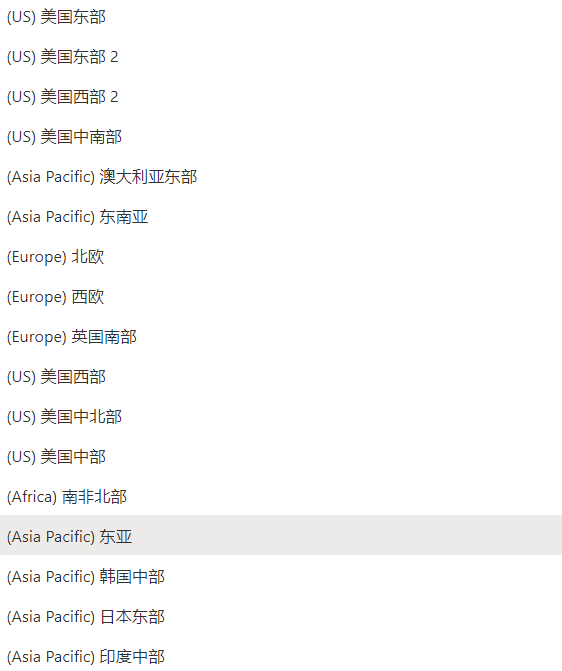 (US) 美国东部
(US) 美国东部 2
(US) 美国西部 2
(US) 美国中南部
(Asia Pacific) 澳大利亚东部
(Asia Pacific) 东南亚
(Europe) 北欧
(Europe) 西欧
(Europe) 英国南部
(US) 美国西部
(US) 美国中北部
(US) 美国中部
(Africa) 南非北部
(Asia Pacific) 东亚
(Asia Pacific) 韩国中部
(Asia Pacific) 日本东部
(Asia Pacific) 印度中部